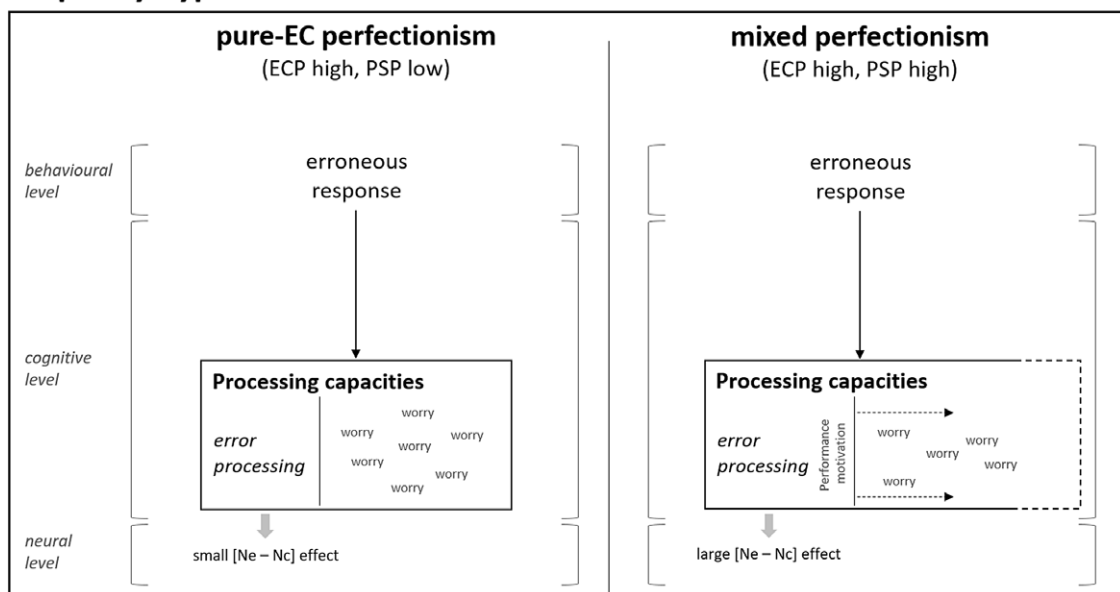 pure-EC perfectionism
(ECP high, PSP low)
mixed perfectionism
(ECP high, PSP high)
behavioural
level
erroneous
response
erroneous
response
cognitive
level
Processing capacities
error
processing
worry
worry
worry
worry
worry
worry
worry
Processing capacities
error
processing
Performance
motivation
worry
worry
worry
worry
worry
neural
level
small [Ne – Nc] effect
large [Ne – Nc] effect